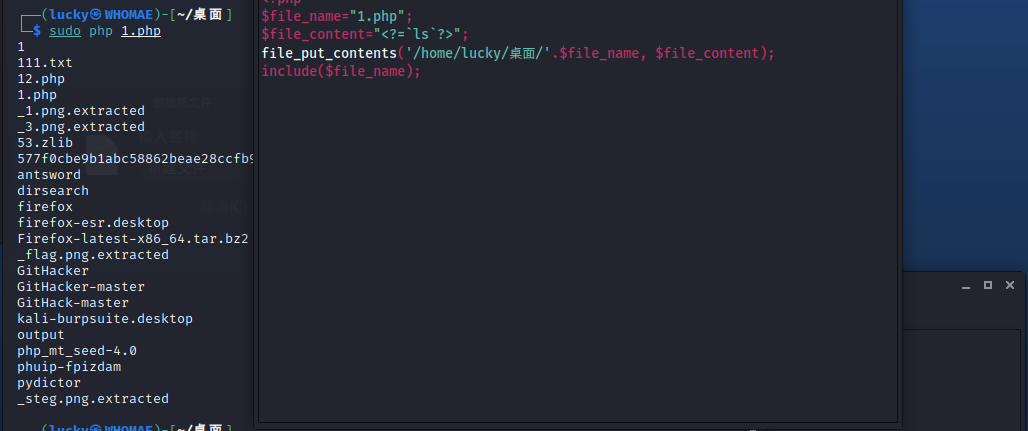 ┌──(lucky㉿WHOMAE)-[~/桌面]
└─$ sudo php 1.php
1
111.txt
12.php
1.php
_1.png.extracted
_3.png.extracted
53.zlib
577f0cbe9b1abc58862beae28ccfb9
antsword
dirsearch
firefox
firefox-esr.desktop
Firefox-latest-x86_64.tar.bz2
_flag.png.extracted
GitHacker
GitHacker-master
GitHack-master
kali-burpsuite.desktop
output
php_mt_seed-4.0
phuip-fpizdam
pydictor
_steg.png.extracted
(lucky㉿WHOMAE)-[~/桌面]
<?php
$file_name="1.php";
$file_content="<?=`ls`?>";
file_put_contents('/home/lucky/桌面/'.$file_name, $file_content);
include($file_name);